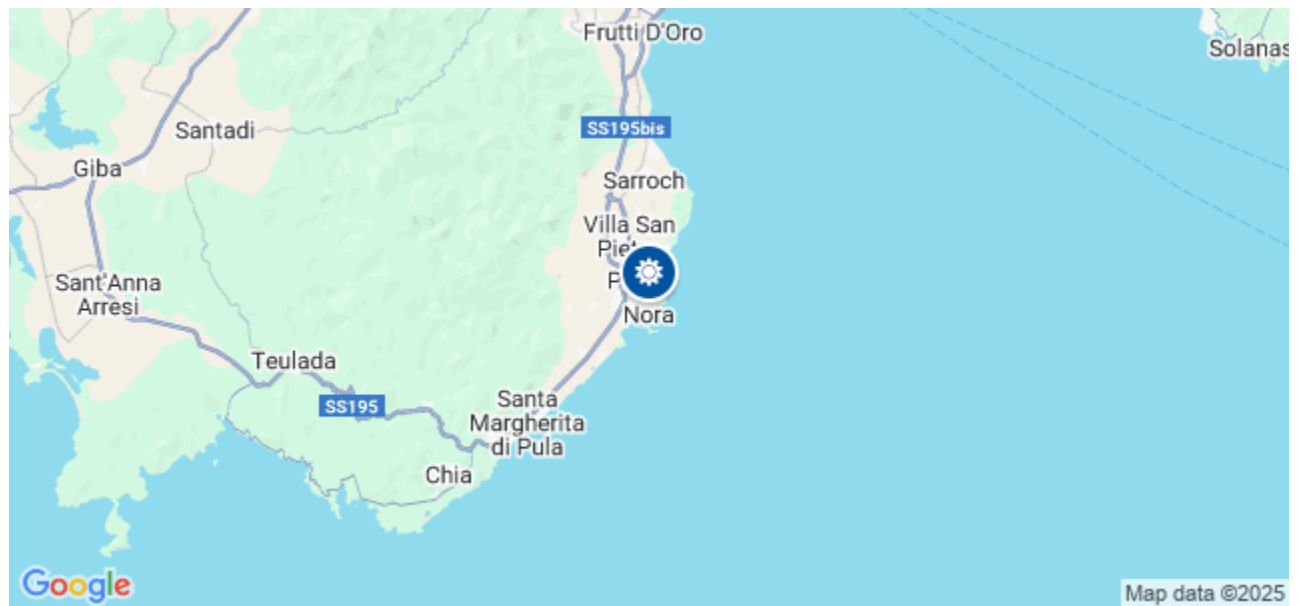 Frutti D'Oro
Solanas
SS195bis
Santadi
Giba
Sarroch
Villa San
Sant'Anna
Arresi
Nora
Teulada
SS195
Santa
Margherita
di Pula
Chia
Google
Map data ©2025